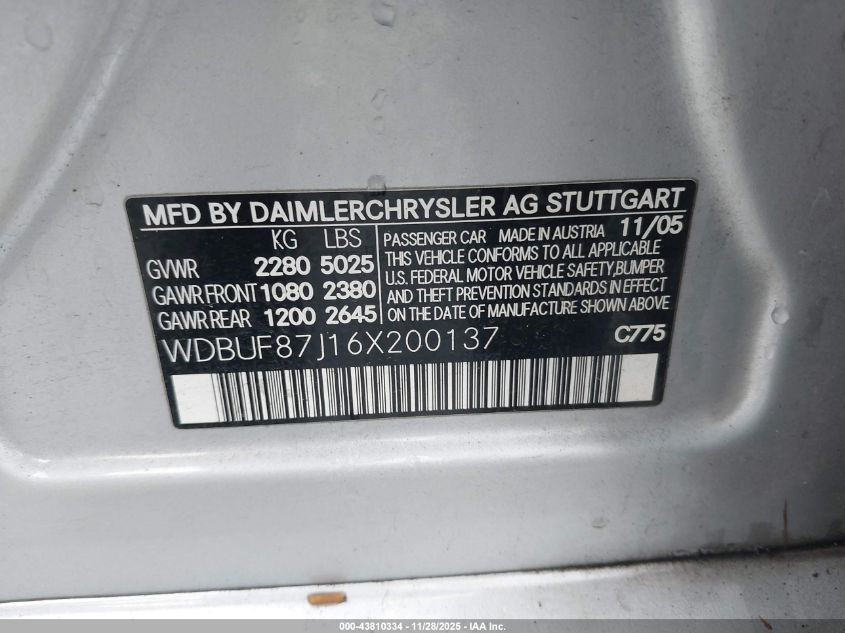 MFD BY DAIMLERCHRYSLER AG STUTTGART
KG LBS
GVWR 2280 5025
GAWR FRONT 1080 2380
GAWR REAR 1200 2645
PASSENGER CAR MADE IN AUSTRIA 11/05
THIS VEHICLE CONFORMS TO ALL APPLICABLE
U.S. FEDERAL MOTOR VEHICLE SAFETY, BUMPER
AND THEFT PREVENTION STANDARDS IN EFFECT
ON THE DATE OF MANUFACTURE SHOWN ABOVE
WDBUF87J16X200137
C775
000-43810334 - 11/28/2025 - IAA Inc.